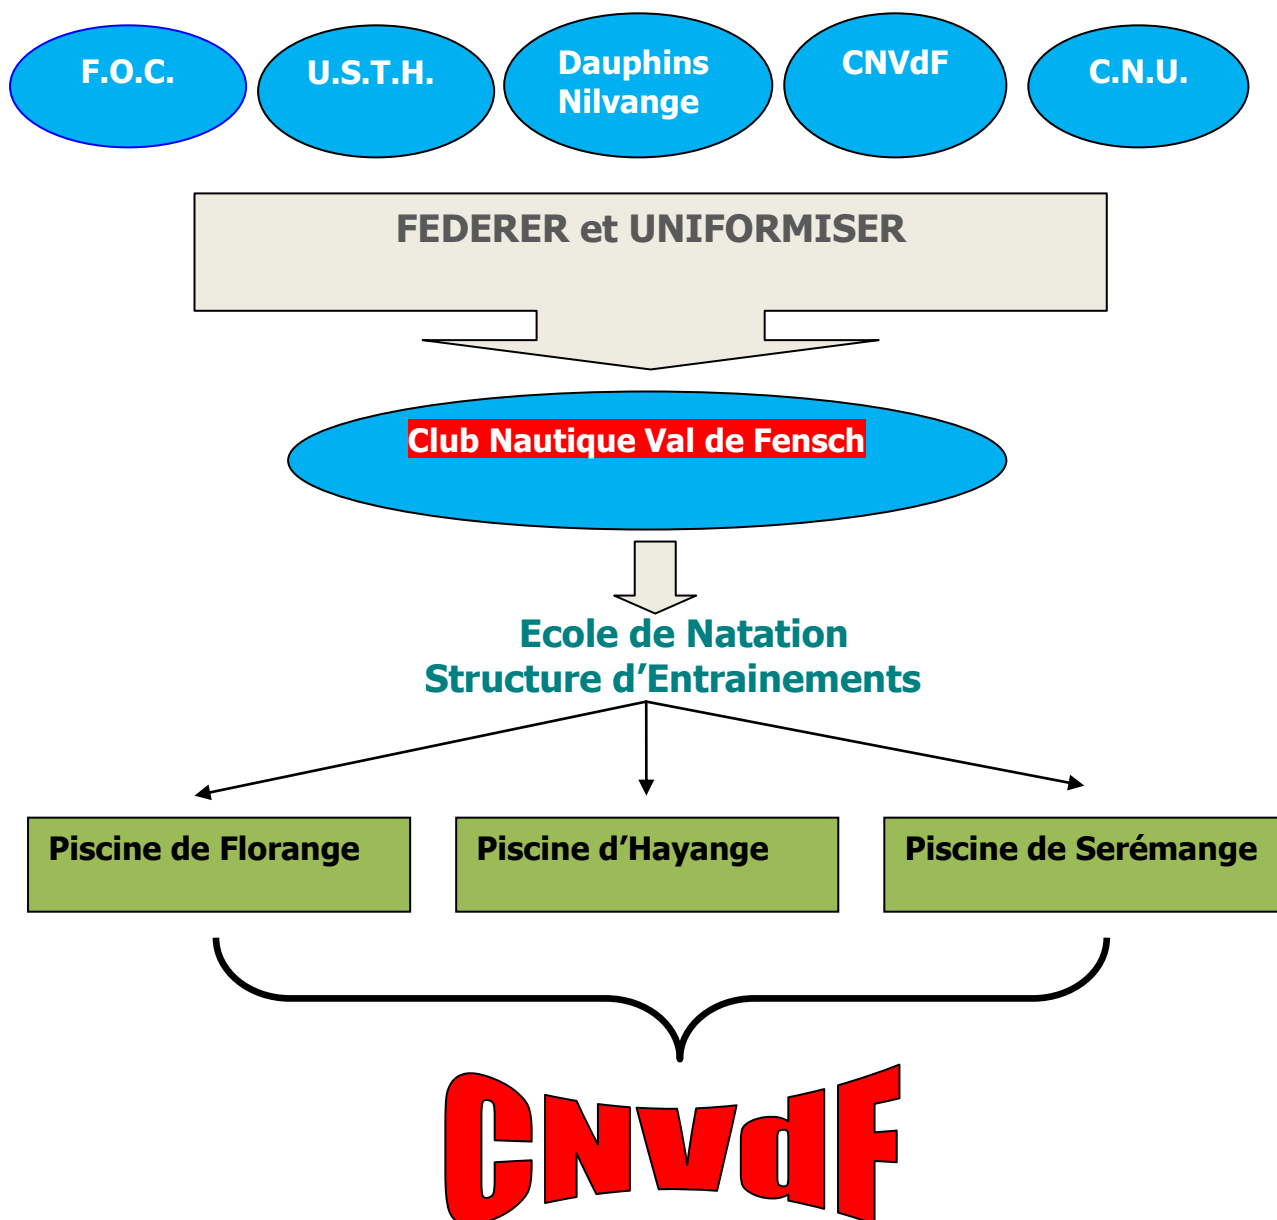 F.O.C.
U.S.T.H.
Dauphins
Nilvange
CNVdF
C.N.U.
FEDERER et UNIFORMISER
Club Nautique Val de Fensch
Ecole de Natation
Structure d’Entrainements
Piscine de Florange
Piscine d’Hayange
Piscine de Serémange
CNVdF